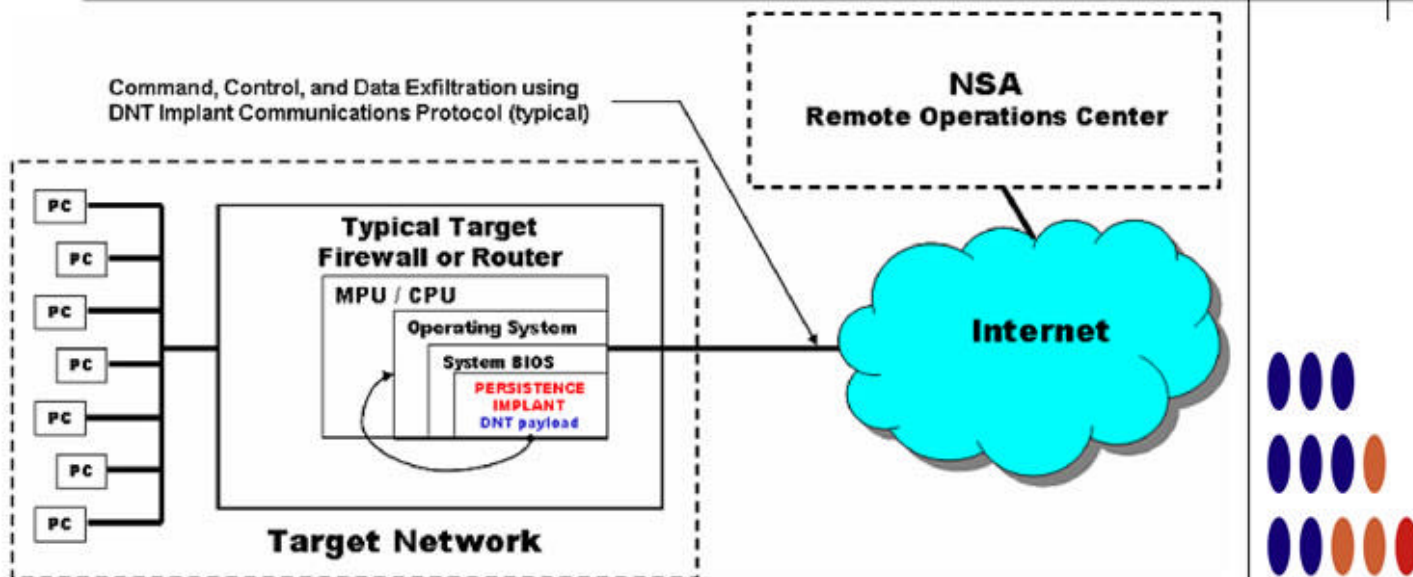 Command, Control, and Data Exfiltration using
DNT Implant Communications Protocol (typical)
NSA
Remote Operations Center
PC
PC
PC
PC
PC
PC
PC
Typical Target
Firewall or Router
MPU / CPU
Operating System
System BIOS
PERSISTENCE
IMPLANT
DNT payload
Internet
Target Network